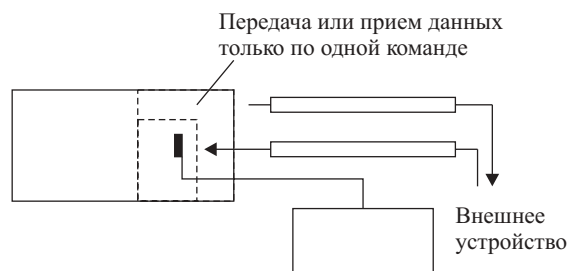 Передача или прием данных
только по одной команде
Внешнее
устройство